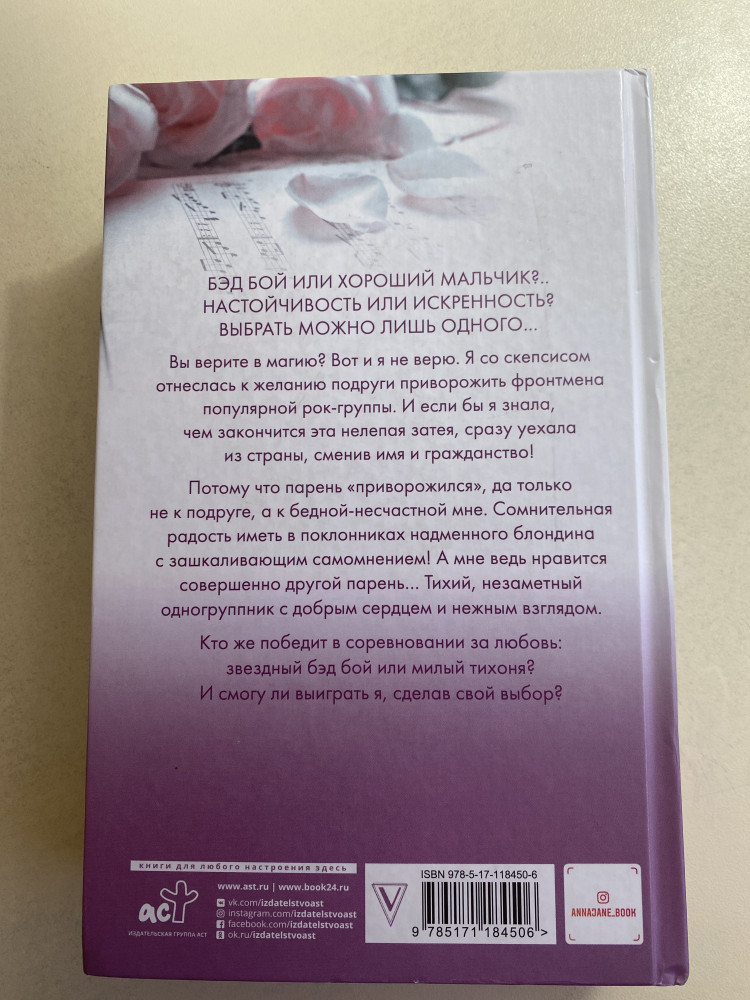 БЭД БОЙ ИЛИ ХОРОШИЙ МАЛЬЧИК?..
НАСТОЙЧИВОСТЬ ИЛИ ИСКРЕННОСТЬ?
ВЫБРАТЬ МОЖНО ЛИШЬ ОДНОГО...
Вы верите в магию? Вот и я не верю. Я со скепсисом
отнеслась к желанию подруги приворожить фронтмена
популярной рок-группы. И если бы я знала,
чем закончится эта нелепая затея, сразу уехала
из страны, сменив имя и гражданство!
Потому что парень «приворожился», да только
не к подруге, а к бедной-несчастной мне. Сомнительная
радость иметь в поклонниках надменного блондина
с зашкаливающим самомнением! А мне ведь нравится
совершенно другой парень... Тихий, незаметный
одногруппник с добрым сердцем и нежным взглядом.
Кто же победит в соревновании за любовь:
звездный бэд бой или милый тихоня?
И смогу ли выиграть я, сделав свой выбор?
книги для любого настроения здесь
аст
ИЗДАТЕЛЬСКАЯ ГРУППА АСТ
www.ast.ru | www.book24.ru
vk.com/izdatelstvoast
instagram.com/izdatelstvoast
facebook.com/izdatelstvoast
ok.ru/izdatelstvoast
ISBN 978-5-17-118450-6
9 785171 184506 >
ANNAJANE_BOOK